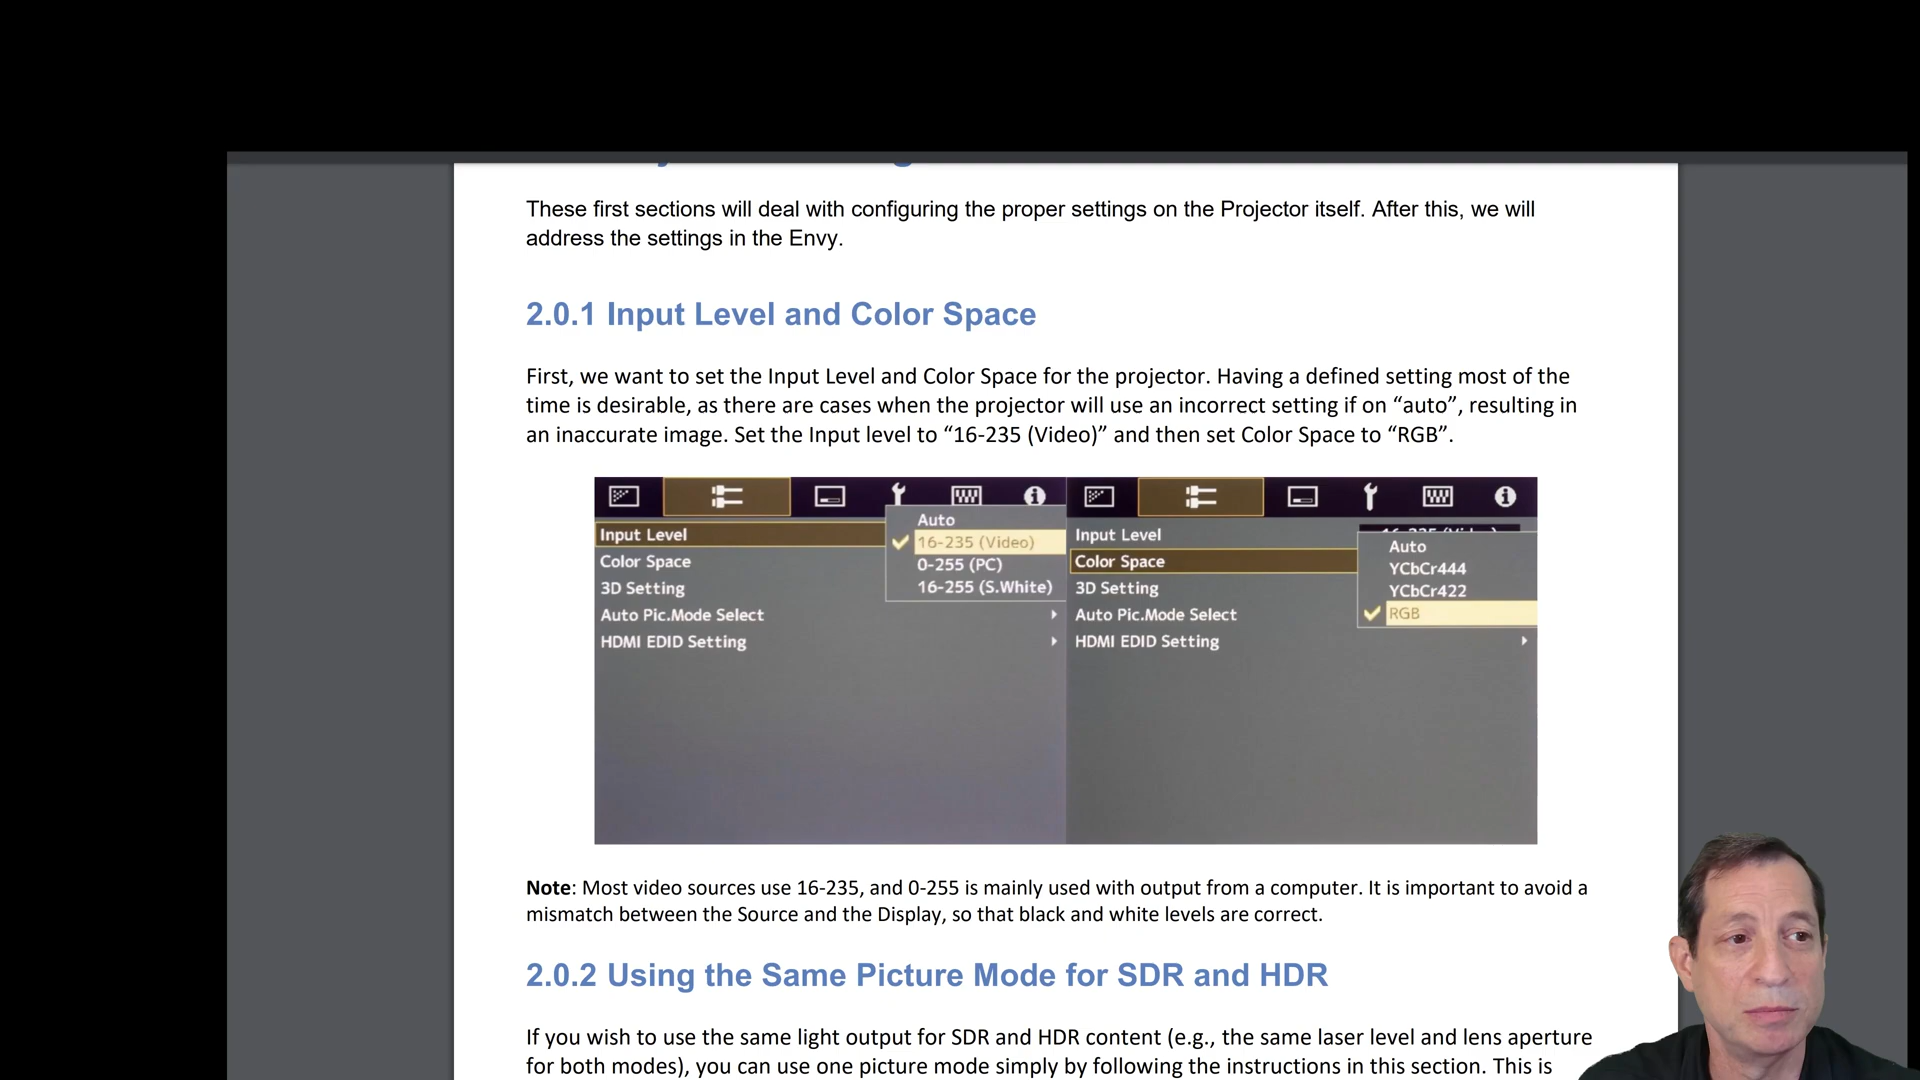 These first sections will deal with configuring the proper settings on the Projector itself. After this, we will
address the settings in the Envy.
2.0.1 Input Level and Color Space
First, we want to set the Input Level and Color Space for the projector. Having a defined setting most of the
time is desirable, as there are cases when the projector will use an incorrect setting if on “auto”, resulting in
an inaccurate image. Set the Input level to “16-235 (Video)” and then set Color Space to “RGB”.
Input Level
Color Space
3D Setting
Auto Pic.Mode Select
HDMI EDID Setting
Auto
16-235 (Video)
0-255 (PC)
16-255 (S.White)
Input Level
Color Space
3D Setting
Auto Pic.Mode Select
HDMI EDID Setting
Auto
YCbCr444
YCbCr422
RGB
Note: Most video sources use 16-235, and 0-255 is mainly used with output from a computer. It is important to avoid a
mismatch between the Source and the Display, so that black and white levels are correct.
2.0.2 Using the Same Picture Mode for SDR and HDR
If you wish to use the same light output for SDR and HDR content (e.g., the same laser level and lens aperture
for both modes), you can use one picture mode simply by following the instructions in this section. This is